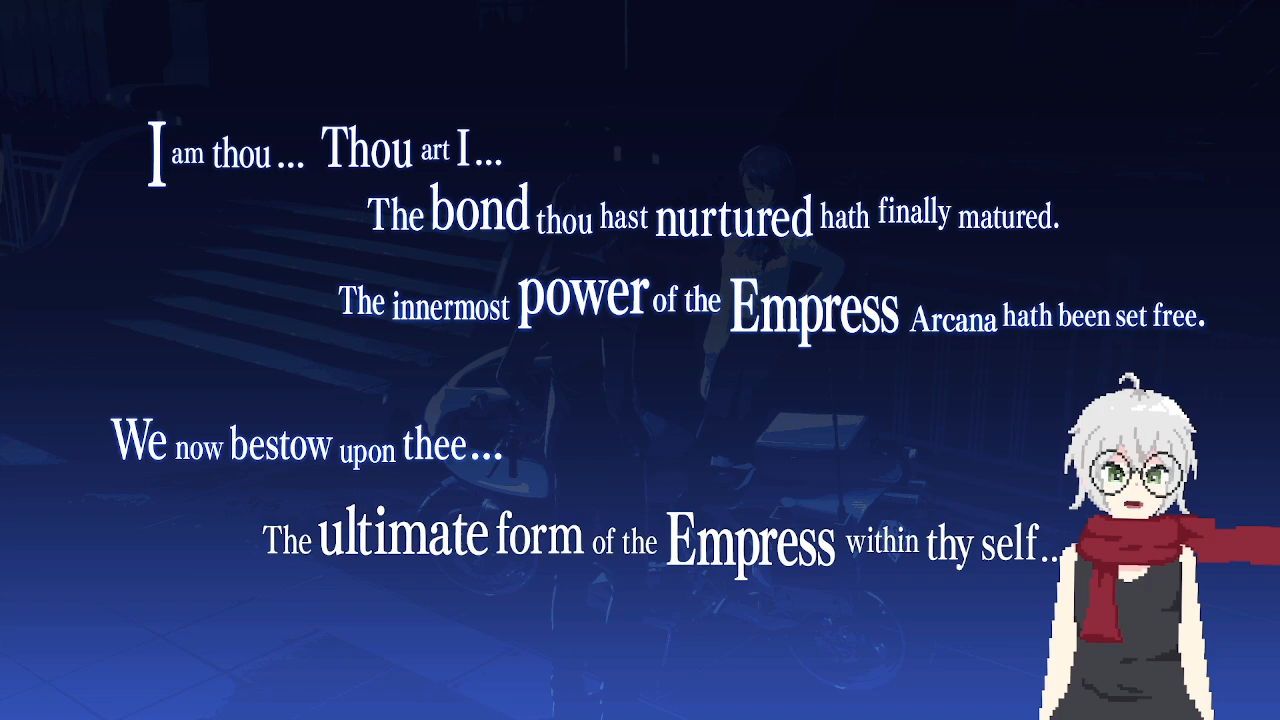 I am thou... Thou art I...
The bond thou hast nurtured hath finally matured.
The innermost power of the Empress Arcana hath been set free.
We now bestow upon thee...
The ultimate form of the Empress within thy self..